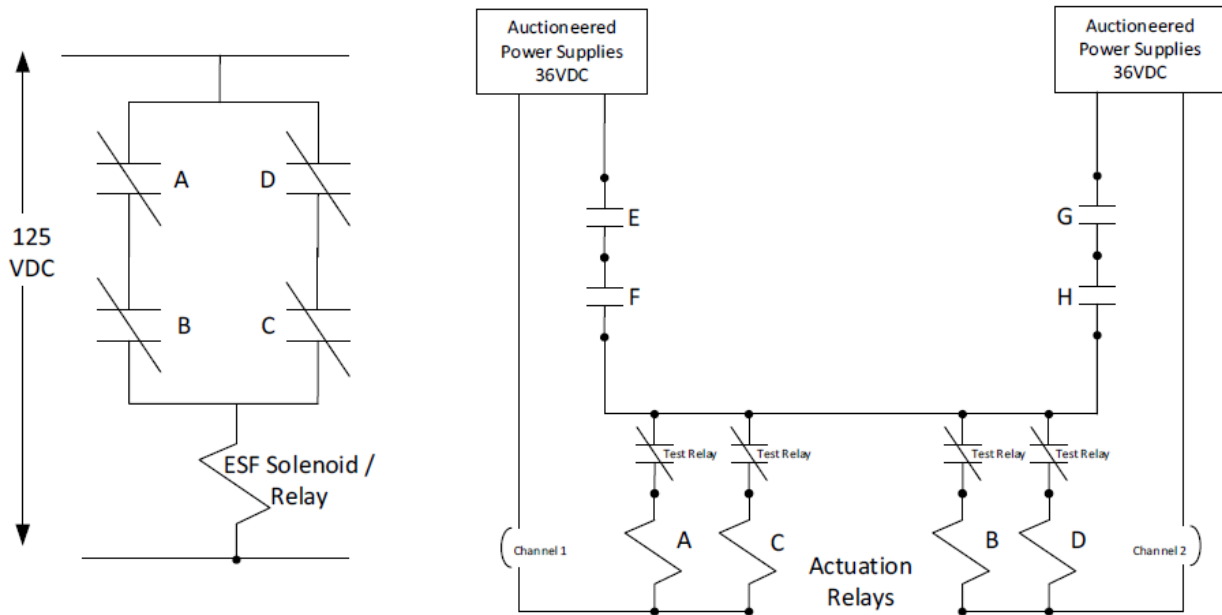 Auctioneered
Power Supplies
36VDC
Auctioneered
Power Supplies
36VDC
A
D
E
G
125
VDC
F
H
B
C
Test Relay
Test Relay
Test Relay
Test Relay
ESF Solenoid /
Relay
Channel 1
A
C
B
D
Channel 2
Actuation
Relays